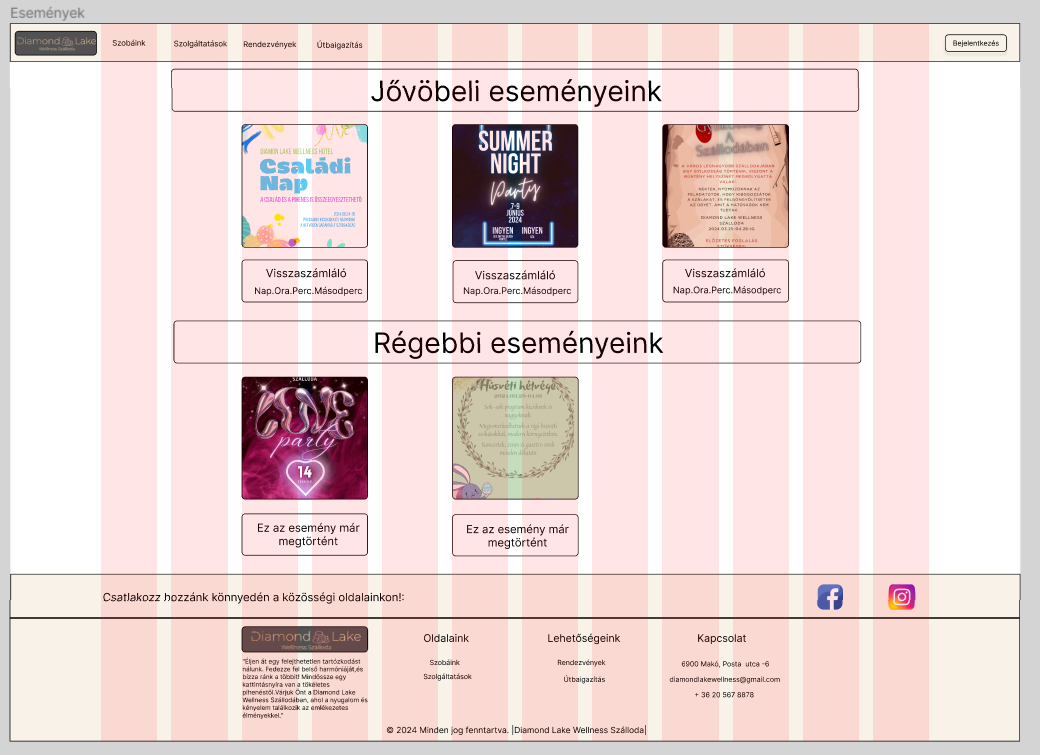 Események
Diamond Lake
Wellness Szálloda
Szobáink
Szolgáltatások
Rendezvények
Útbaigazítás
Bejelentkezés
Jővöbeli eseményeink
DIAMON LAKE WELLNESS HOTEL
Családi
Nap
A CSALÁD ÉS A PIHENÉS IS ÖSSZEEGYEZTETHETŐ
SUMMER
NIGHT
Party
7-9
JÚNIUS
2024
INGYEN INGYEN
A
Szállodában
DIAMOND LAKE WELLNESS
SZÁLLODA
ELŐZETES FOGLALÁS
Visszaszámláló
Nap.Ora.Perc.Másodperc
Visszaszámláló
Nap.Ora.Perc.Másodperc
Visszaszámláló
Nap.Ora.Perc.Másodperc
Régebbi eseményeink
SZÁLLODA
LOVE
party
14
Húsvéti hétvége
Ez az esemény már
megtörtént
Ez az esemény már
megtörtént
Csatlakozz hozzánk könnyedén a közösségi oldalainkon!:
Diamond Lake
Wellness Szálloda
"Éljen át egy felejthetetlen tartózkodást
nálunk. Fedezze fel belső harmóniáját,és
bízza ránk a többit! Mindössze egy
kattintásnyira van a tökéletes
pihenéstől.Várjuk Önt a Diamond Lake
Wellness Szállodában, ahol a nyugalom és
kényelem találkozik az emlékezetes
élményekkel."
Oldalaink
Szobáink
Szolgáltatások
Lehetőségeink
Rendezvények
Útbaigazítás
Kapcsolat
6900 Makó, Posta utca -6
diamondlakewellness@gmail.com
+ 36 20 567 8878
© 2024 Minden jog fenntartva. |Diamond Lake Wellness Szálloda|